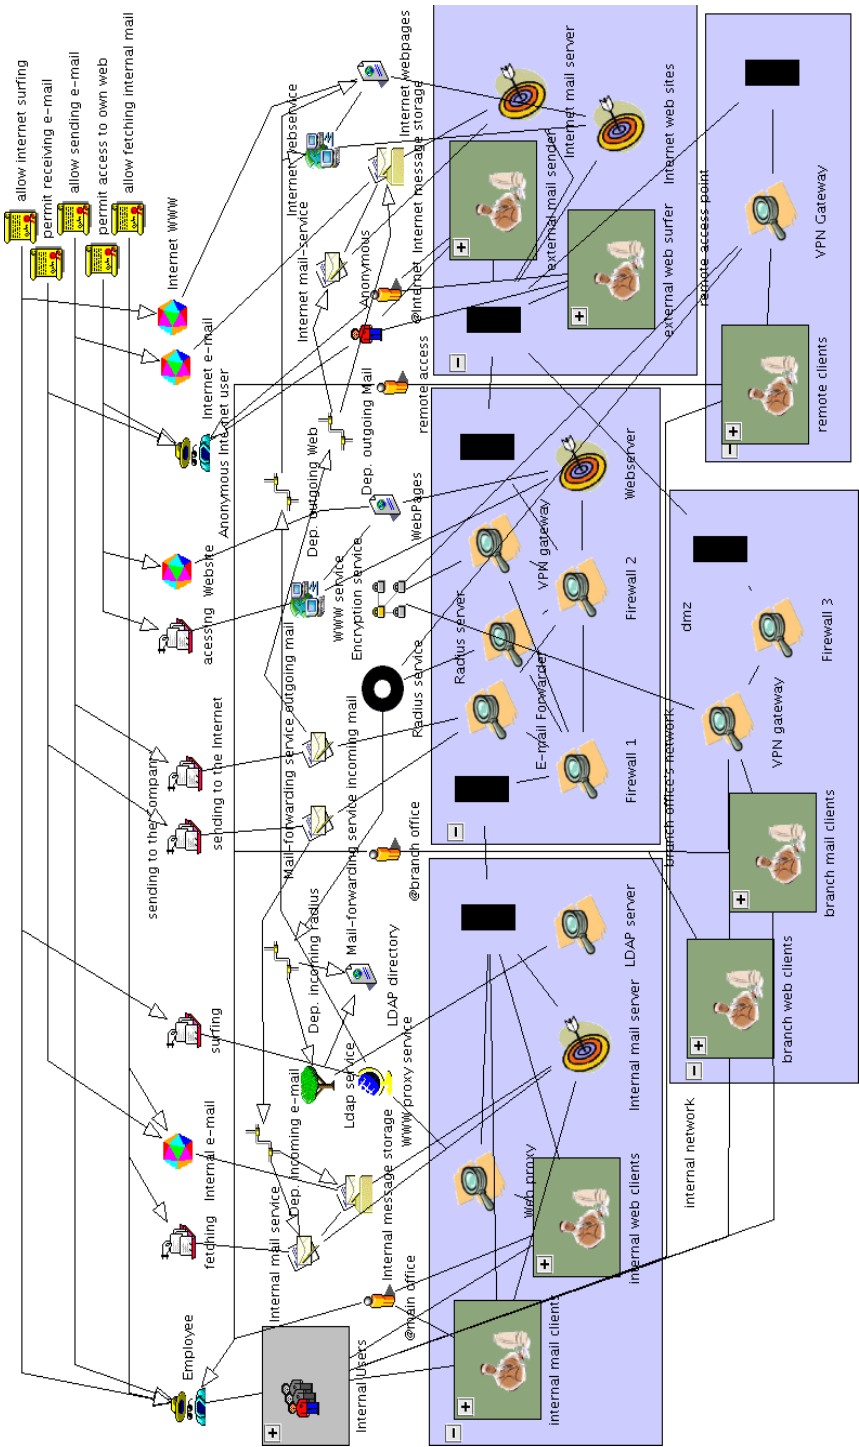 allow internet surfing
permit receiving e-mail
allow sending e-mail
permit access to own web
allow fetching internal mail
Employee
fetching
Internal e-mail
surfing
sending to the company
sending to the Internet
acessing
Website
Anonymous Internet user
Internet e-mail
Internet WWW
Internal mail service
Dep. incoming e-mail
Dep. incoming radius
Mail-forwarding service outgoing mail
Dep. outgoing Web
Internet mail-service
Internet webservice
Internal Users
Internal message storage
Ldap service
Mail-forwarding service incoming mail
WWW service
Encryption service
Dep. outgoing Mail
Anonymous
WWW proxy service
LDAP directory
Radius service
WebPages
Internet webpages
@main office
@branch office
remote access
@Internet
Internet message storage
Radius server
Web proxy
E-mail Forwarder
VPN gateway
external mail sender
Internet mail server
internal mail clients
internal web clients
Internal mail server
LDAP server
Firewall 1
Firewall 2
Webserver
external web surfer
Internet web sites
internal network
branch office's network
dmz
remote access point
branch web clients
branch mail clients
VPN gateway
Firewall 3
remote clients
VPN Gateway